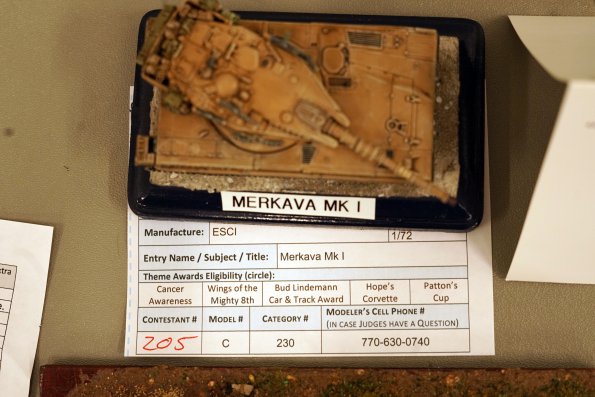 MERKAVA MK I
Manufacture: ESCI 1/72
Entry Name / Subject / Title: Merkava Mk I
Theme Awards Eligibility (circle):
Cancer Awareness
Wings of the Mighty 8th
Bud Lindemann Car & Track Award
Hope's Corvette
Patton's Cup
CONTESTANT # MODEL # CATEGORY # MODELER'S CELL PHONE # (IN CASE JUDGES HAVE A QUESTION)
205 C 230 770-630-0740